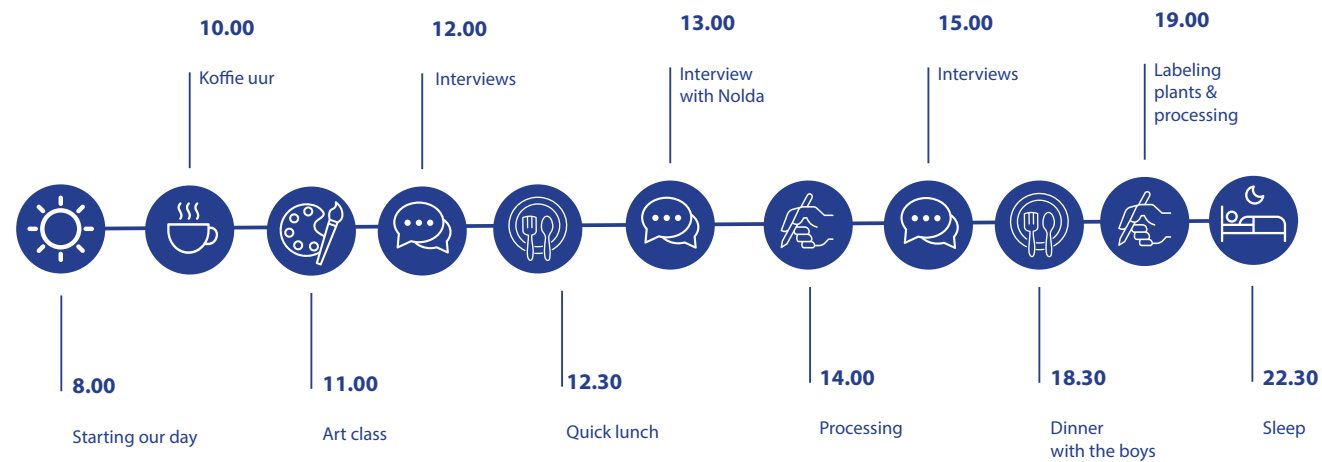 8.00
Starting our day
10.00
Koffie uur
11.00
Art class
12.00
Interviews
12.30
Quick lunch
13.00
Interview
with Nolda
14.00
Processing
15.00
Interviews
18.30
Dinner
with the boys
19.00
Labeling
plants &
processing
22.30
Sleep